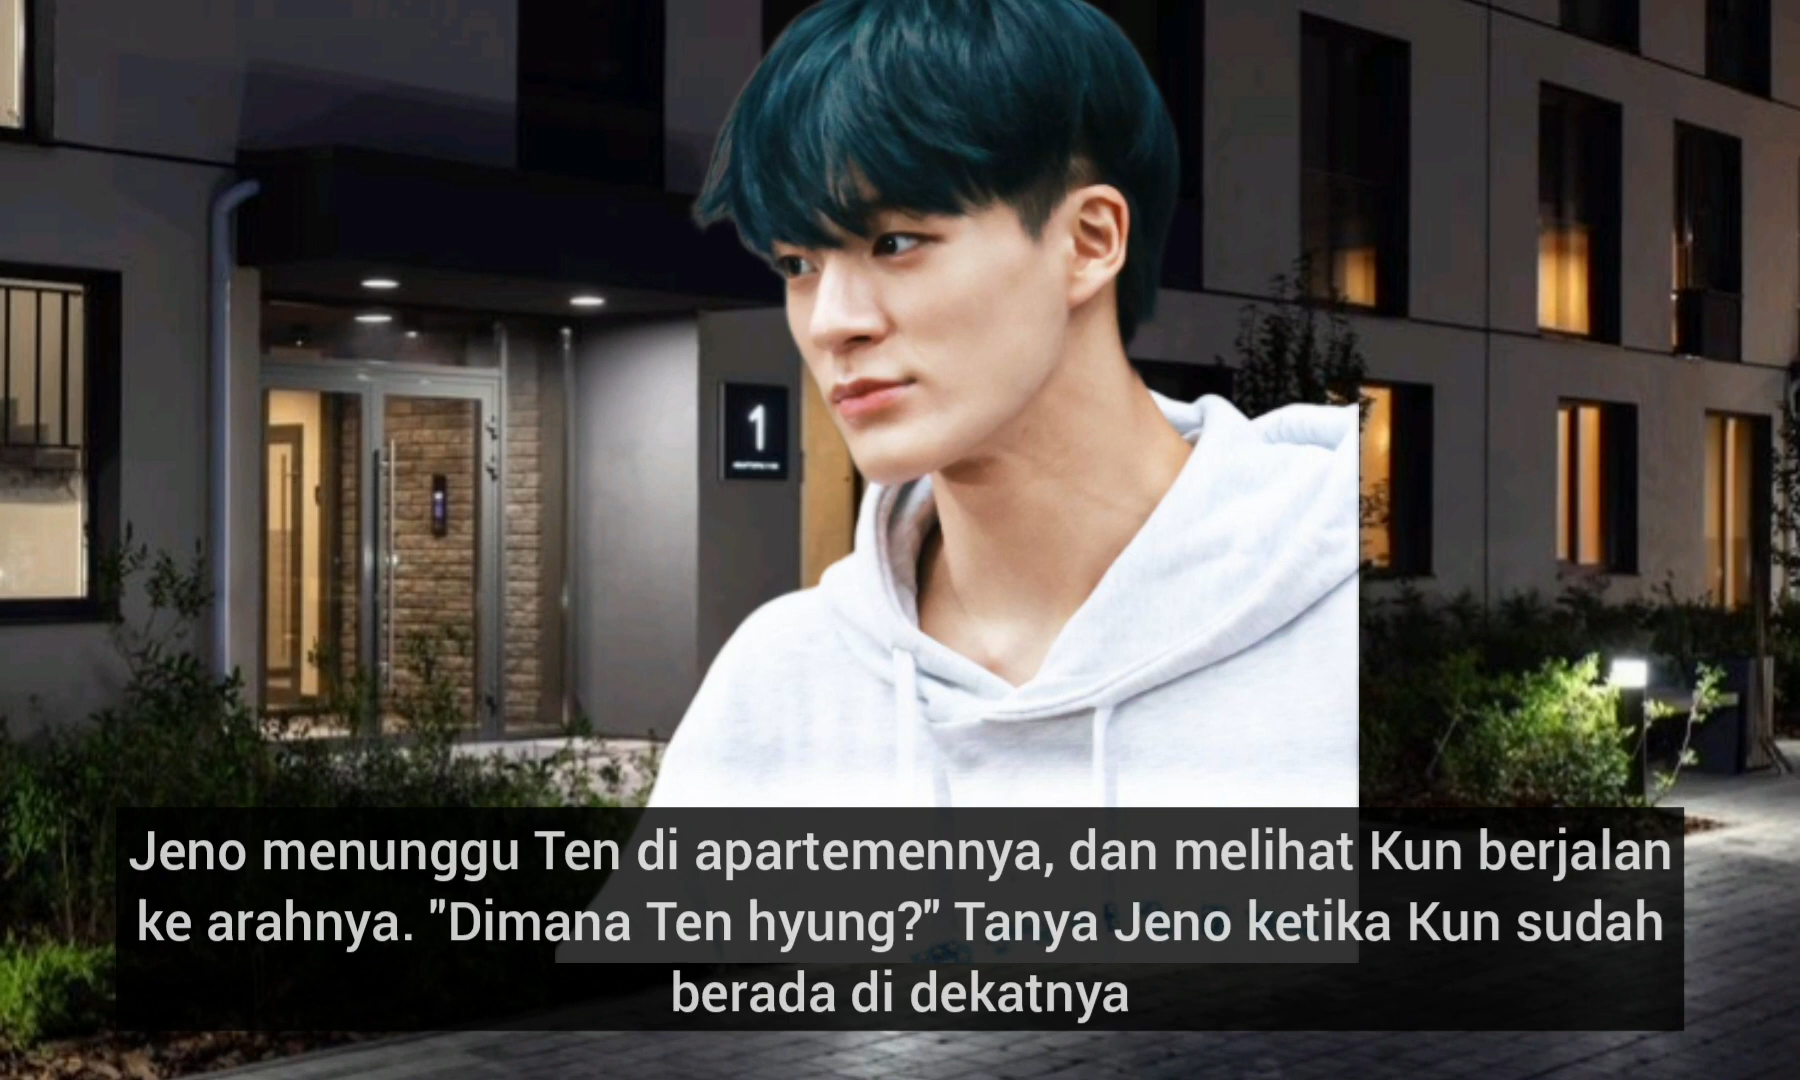 1
Jeno menunggu Ten di apartemennya, dan melihat Kun berjalan
ke arahnya. "Dimana Ten hyung?" Tanya Jeno ketika Kun sudah
berada di dekatnya